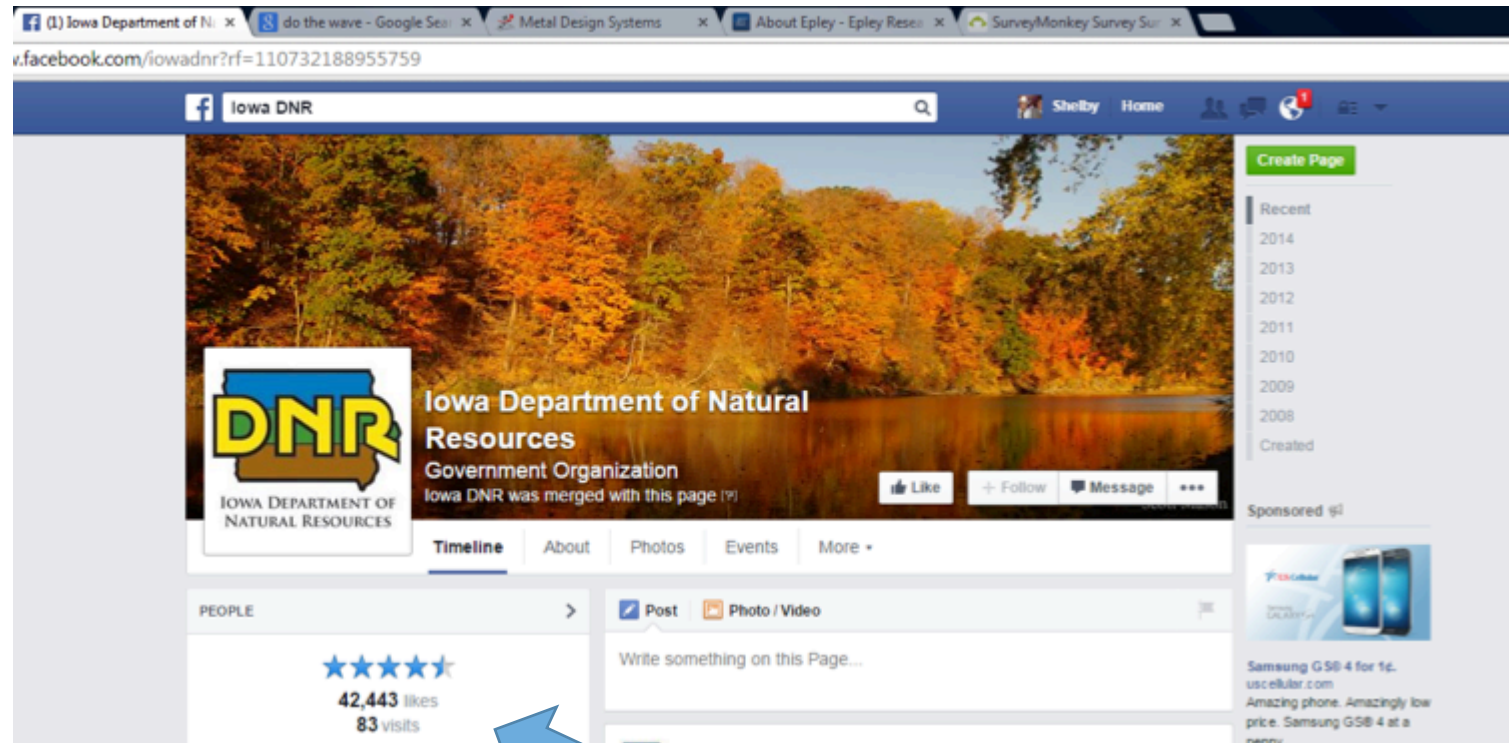 (1) Iowa Department of Na
do the wave - Google Sear
Metal Design Systems
About Epley - Epley Resea
SurveyMonkey Survey Sur
.facebook.com/iowadnr?rf=110732188955759
Iowa DNR
Shelby Home
1
Create Page
Recent
2014
2013
2012
2011
2010
2009
2008
Created
DNR
IOWA DEPARTMENT OF
NATURAL RESOURCES
Iowa Department of Natural
Resources
Government Organization
Iowa DNR was merged with this page [?]
Like + Follow Message
Timeline About Photos Events More
Sponsored
PEOPLE
Post Photo / Video
Write something on this Page...
42,443 likes
83 visits
Samsung GS® 4 for 1¢.
uscellular.com
Amazing phone. Amazingly low
price. Samsung GS® 4 at a
penny